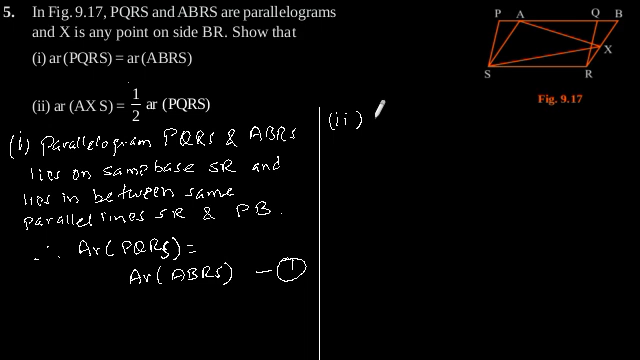 5. In Fig. 9.17, PQRS and ABRS are parallelograms
and X is any point on side BR. Show that
(i) ar (PQRS) = ar (ABRS)
(ii) ar (AX S) = 1/2 ar (PQRS)
P A Q B
X
S R
Fig. 9.17
(i) Parallelogram PQRS & ABRS
lies on same base SR and
lies in between same
parallel lines SR & PB.
∴ Ar(PQRS) =
Ar(ABRS) — ①
(ii)